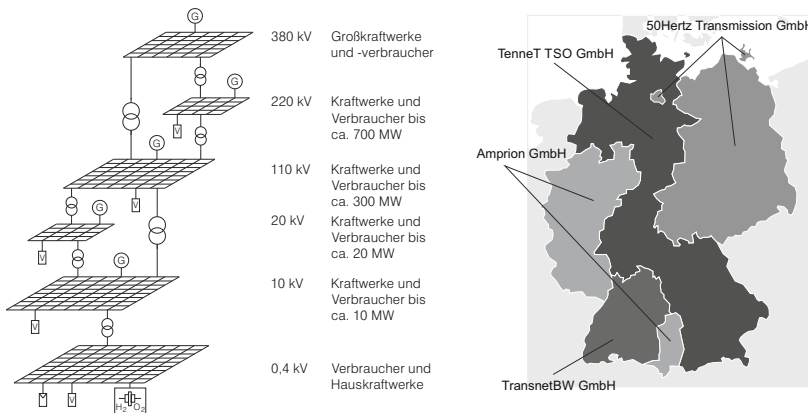 G
380 kV Großkraftwerke
und -verbraucher
G
220 kV Kraftwerke und
Verbraucher bis
ca. 700 MW
V
G
110 kV Kraftwerke und
Verbraucher bis
ca. 300 MW
V
G
20 kV Kraftwerke und
Verbraucher bis
ca. 20 MW
V
G
10 kV Kraftwerke und
Verbraucher bis
ca. 10 MW
V
0,4 kV Verbraucher und
Hauskraftwerke
V
H2 O2
50Hertz Transmission GmbH
TenneT TSO GmbH
Amprion GmbH
TransnetBW GmbH